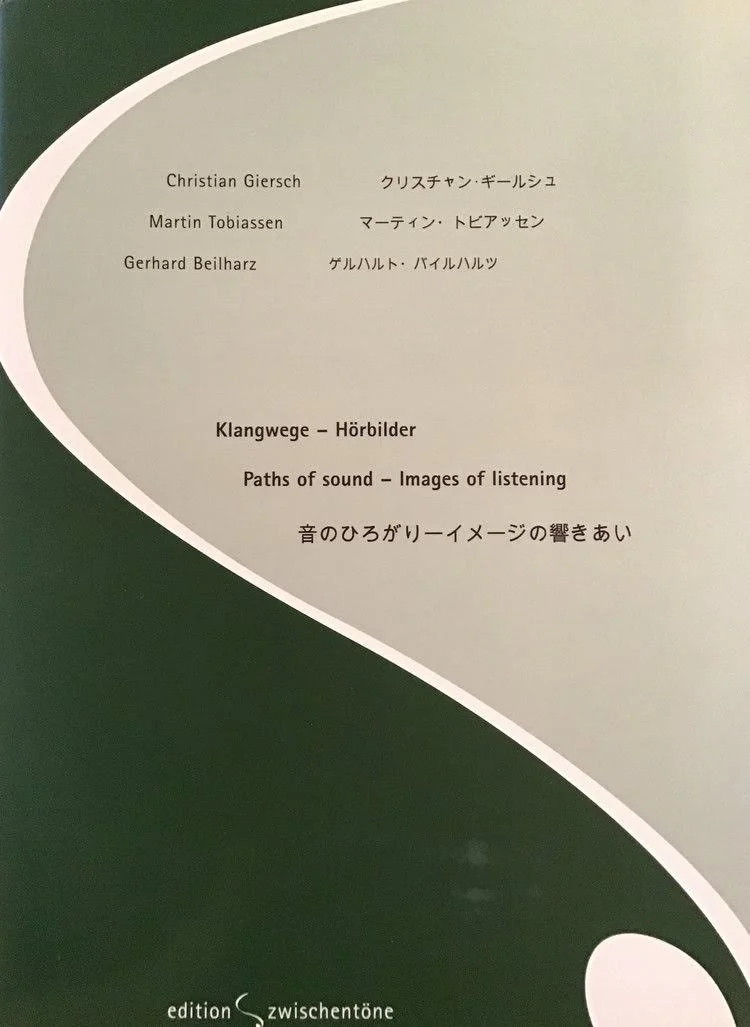 Christian Giersch クリスチャン・ギールシュ
Martin Tobiassen マーティン・トビアッセン
Gerhard Beilharz ゲルハルト・バイルハルツ
Klangwege – Hörbilder
Paths of sound – Images of listening
音のひろがりーイメージの響きあい
edition zwischentöne